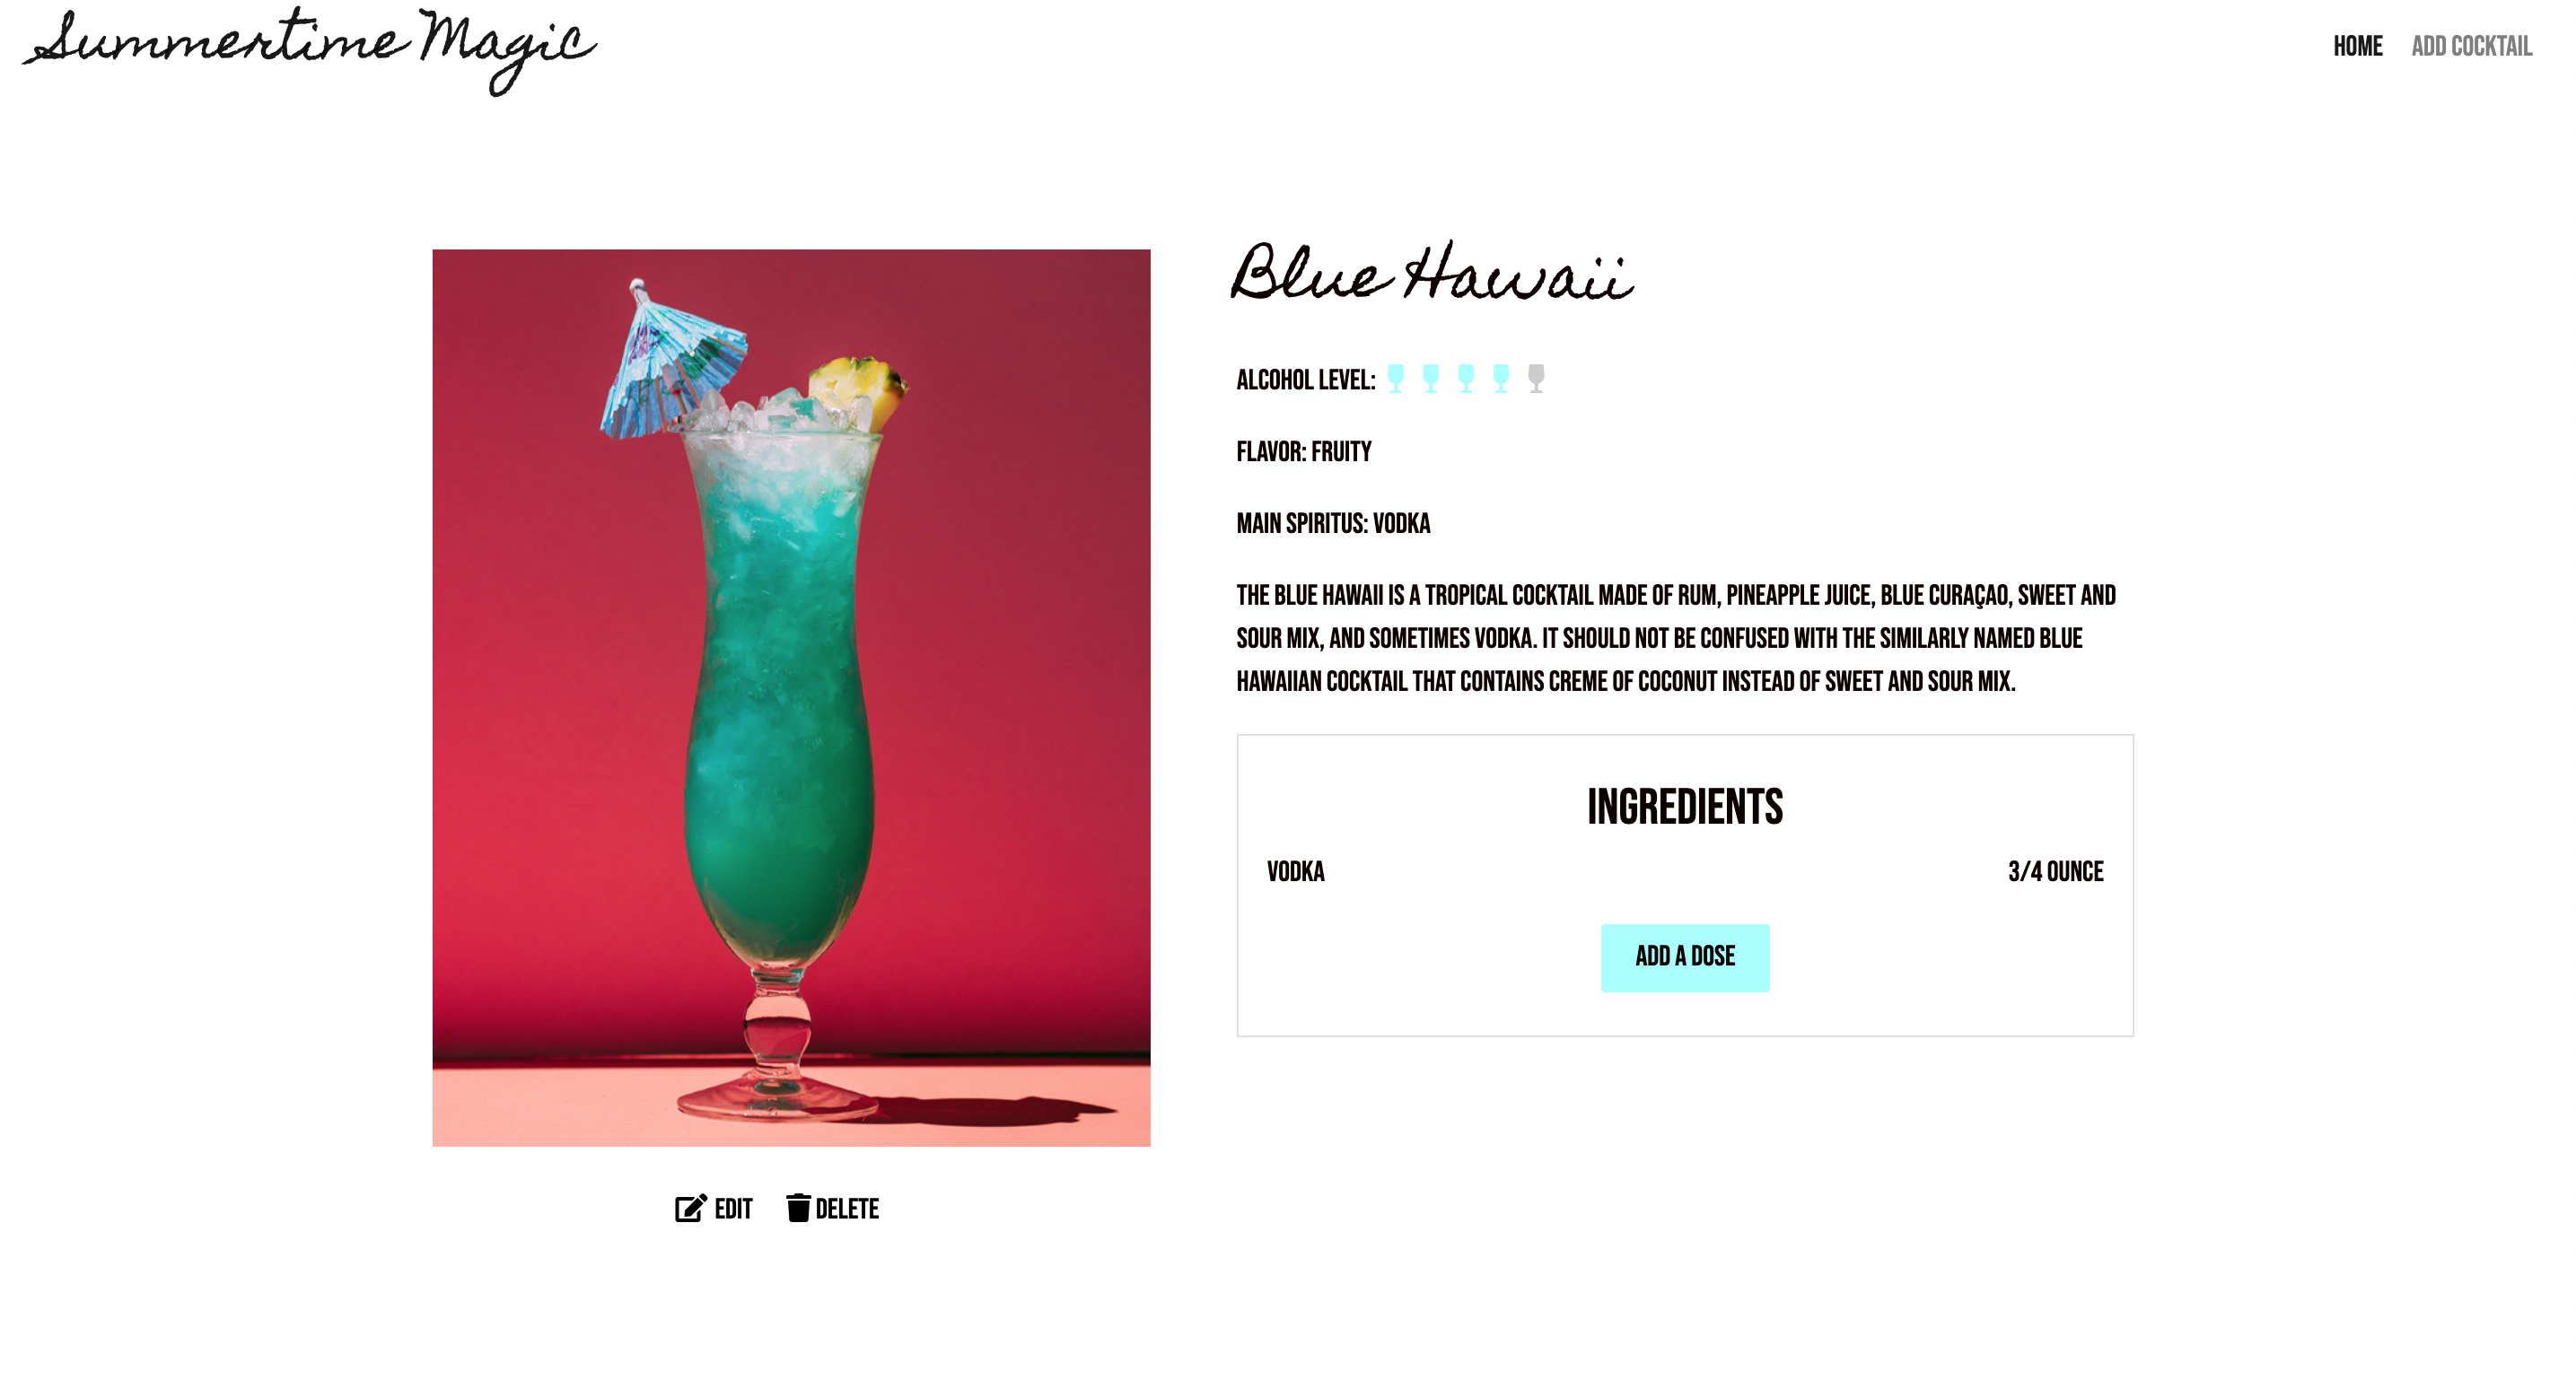 Summertime Magic
HOME ADD COCKTAIL
Blue Hawaii
ALCOHOL LEVEL:
FLAVOR: FRUITY
MAIN SPIRITUS: VODKA
THE BLUE HAWAII IS A TROPICAL COCKTAIL MADE OF RUM, PINEAPPLE JUICE, BLUE CURAÇAO, SWEET AND
SOUR MIX, AND SOMETIMES VODKA. IT SHOULD NOT BE CONFUSED WITH THE SIMILARLY NAMED BLUE
HAWAIIAN COCKTAIL THAT CONTAINS CREME OF COCONUT INSTEAD OF SWEET AND SOUR MIX.
INGREDIENTS
VODKA 3/4 OUNCE
ADD A DOSE
EDIT DELETE